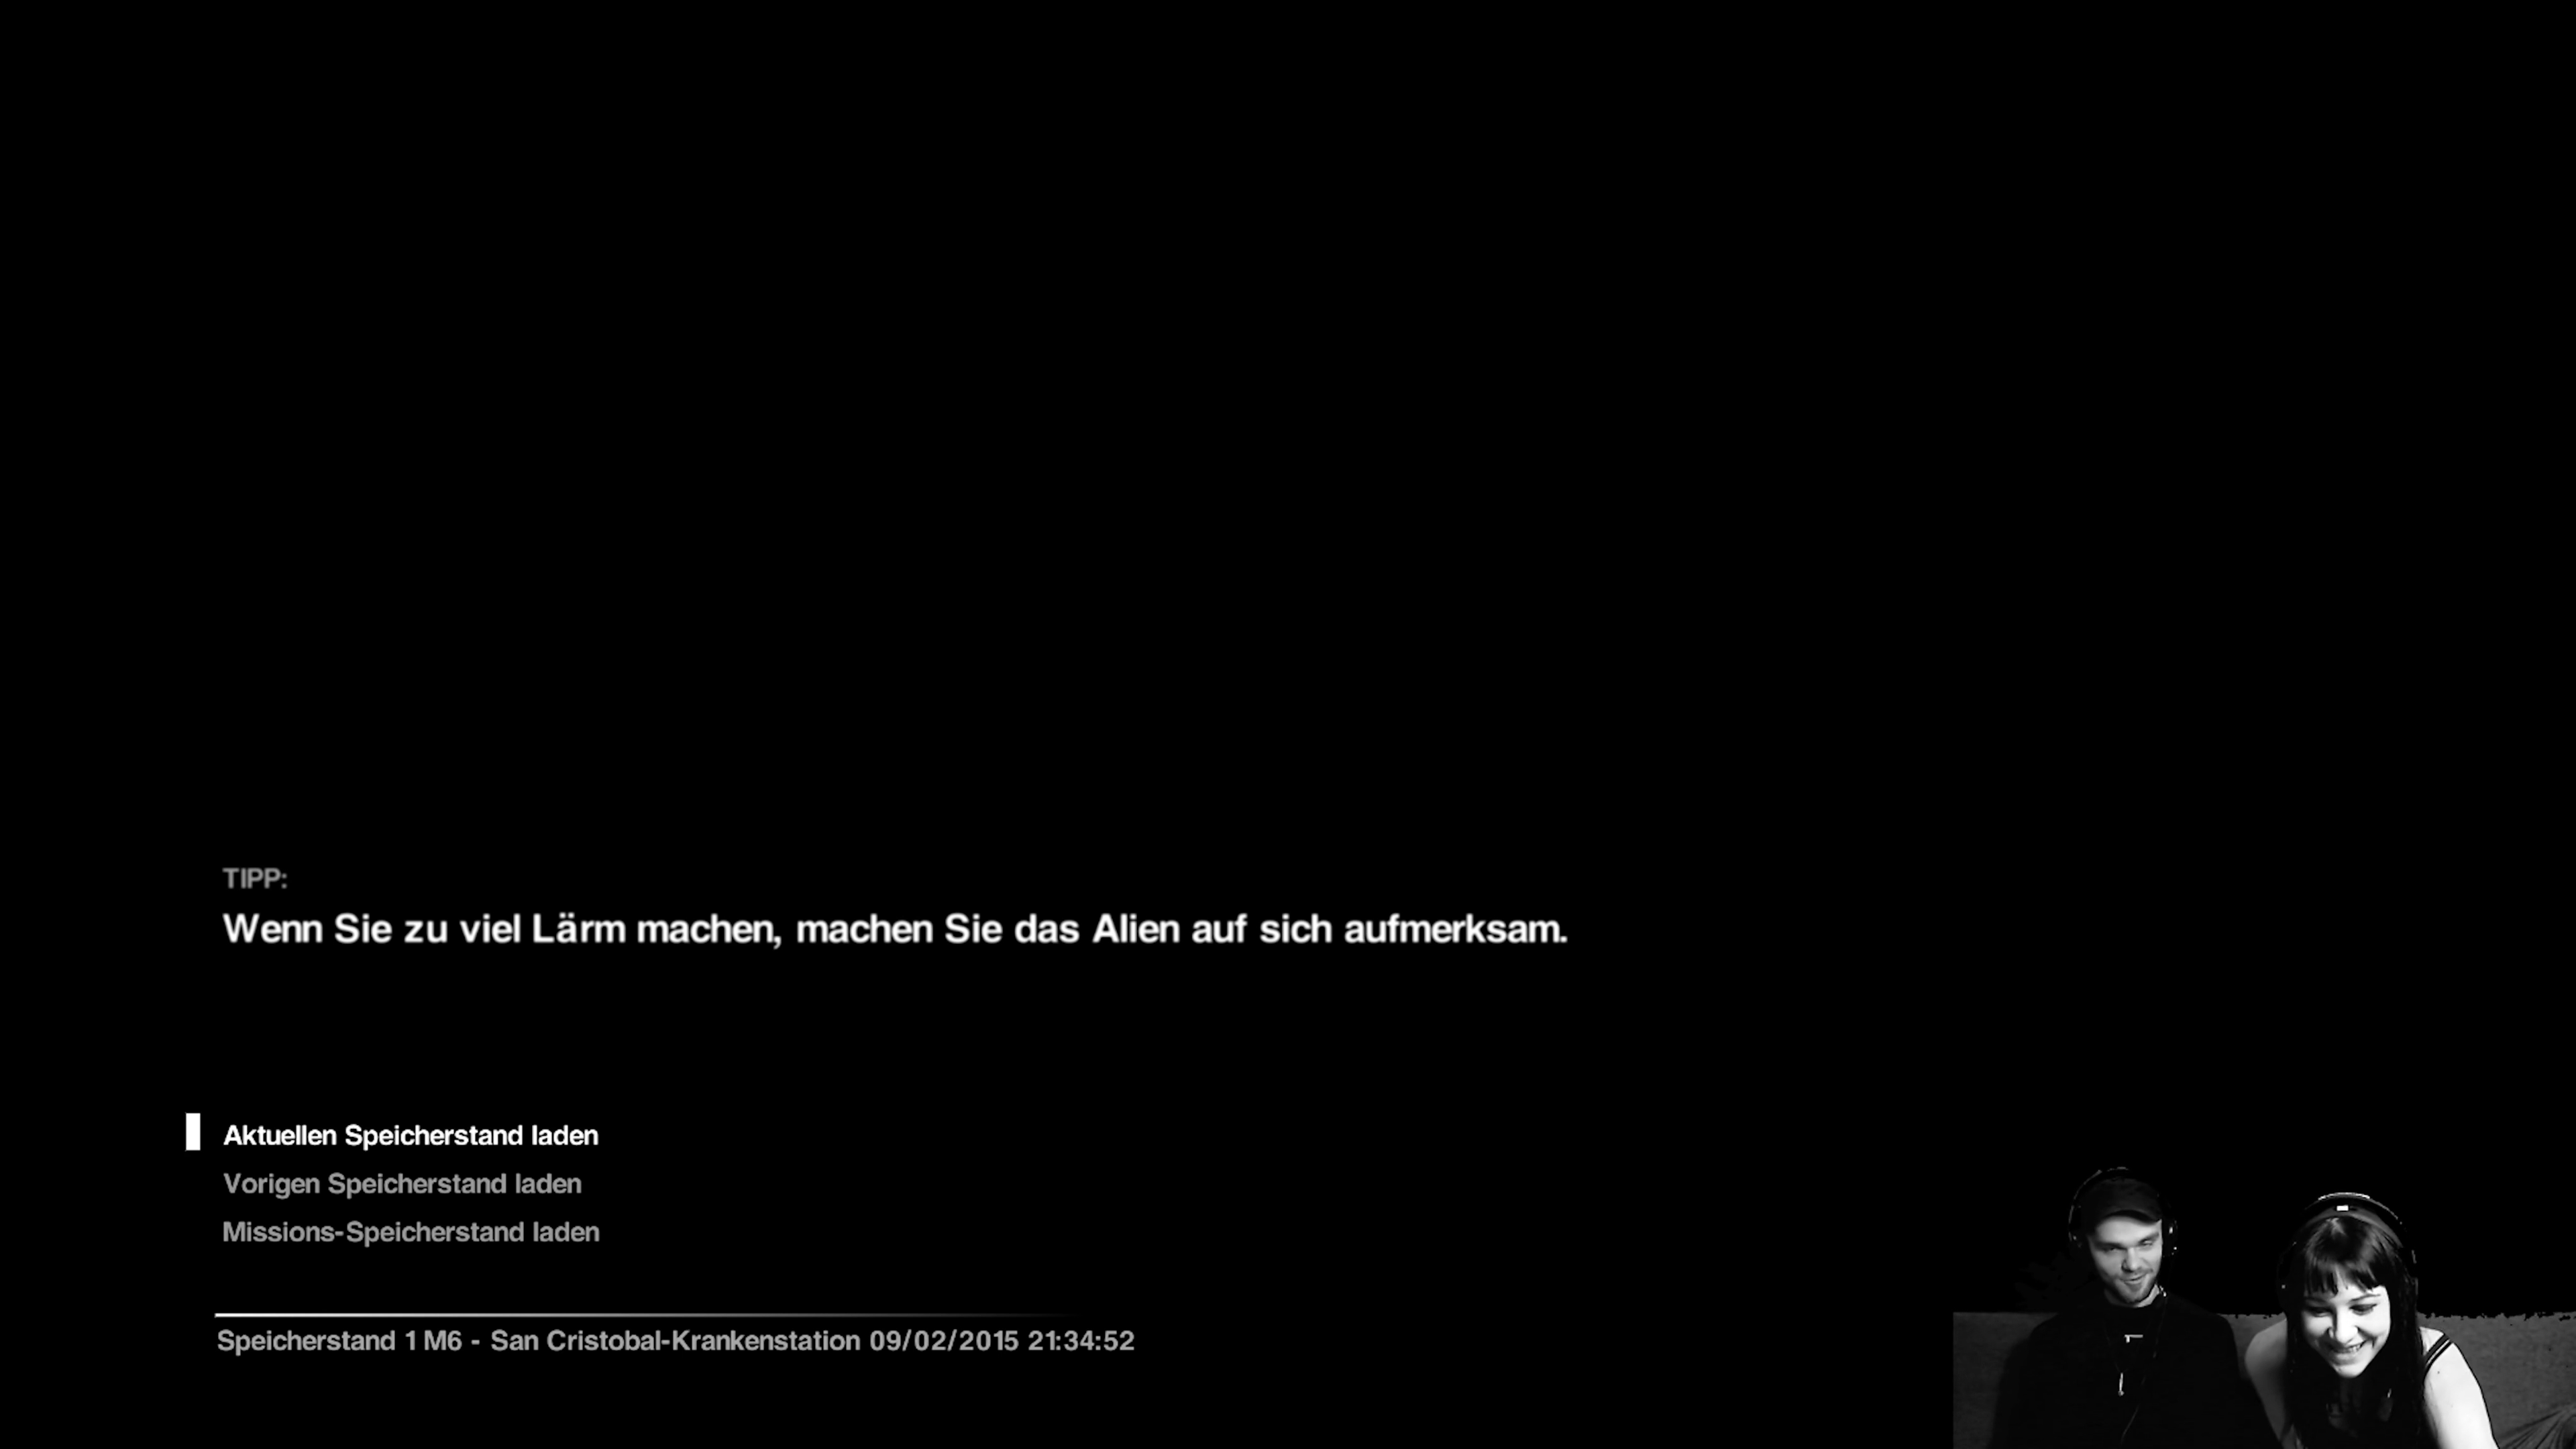 TIPP:
Wenn Sie zu viel Lärm machen, machen Sie das Alien auf sich aufmerksam.
Aktuellen Speicherstand laden
Vorigen Speicherstand laden
Missions-Speicherstand laden
Speicherstand 1 M6 - San Cristobal-Krankenstation 09/02/2015 21:34:52